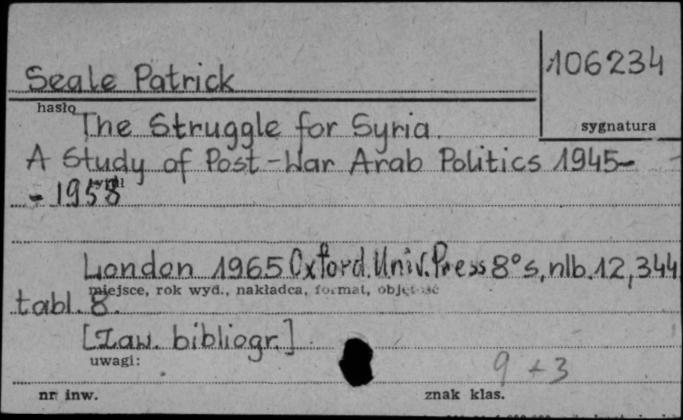 Seale Patrick
106234
hasło
sygnatura
The Struggle for Syria.
A Study of Post-War Arab Politics 1945-
- 1958
London 1965 Oxford. Univ. Press 8° s, nlb. 12, 344
miejsce, rok wyd., nakładca, format, objętość
tabl. 8.
[Zaw. bibliogr.]
uwagi:
9 + 3
nr inw.
znak klas.